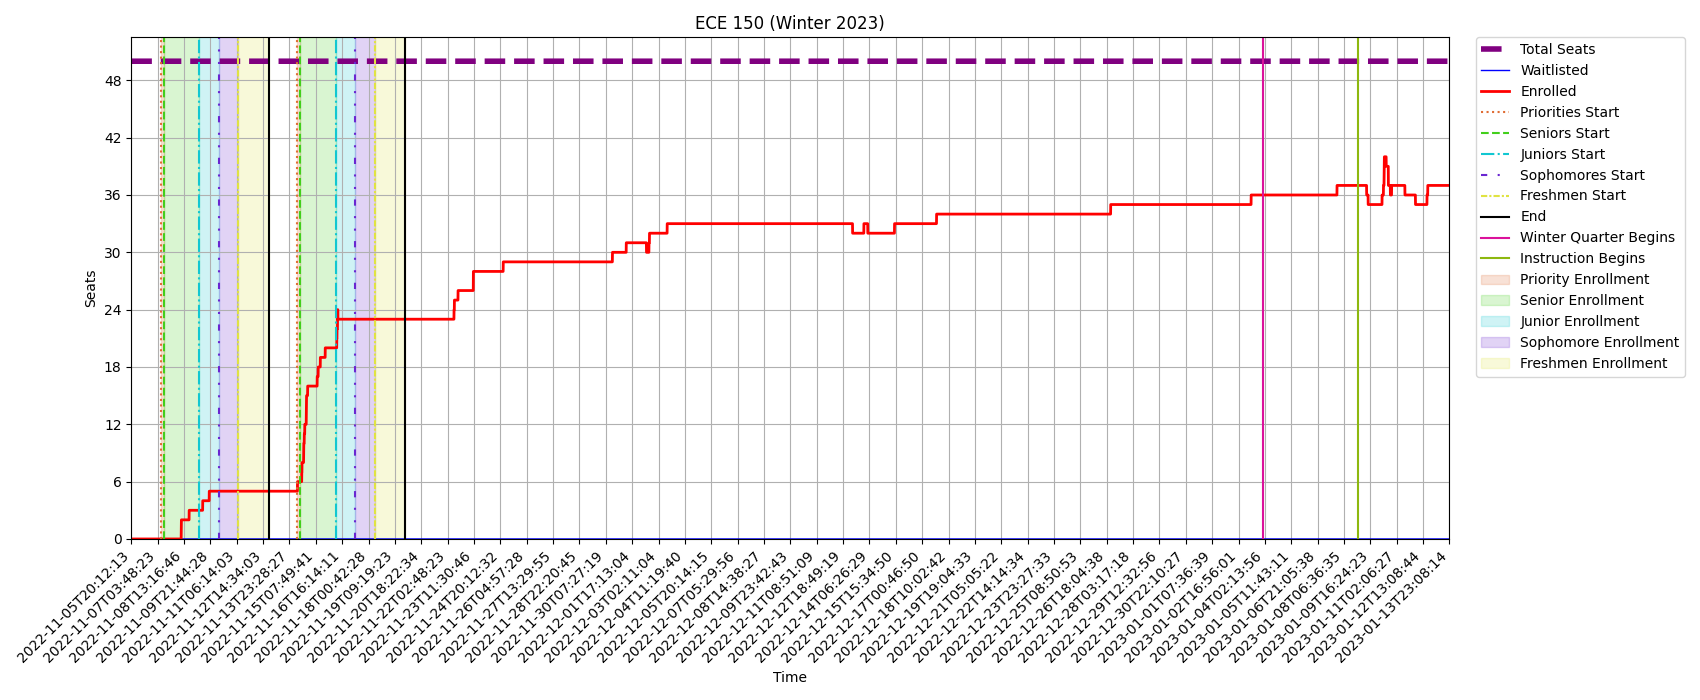 ECE 150 (Winter 2023)
Seats
48
42
36
30
24
18
12
6
0
2022-11-05T20:12:13
2022-11-07T03:48:23
2022-11-08T13:16:46
2022-11-09T21:44:28
2022-11-11T06:14:03
2022-11-12T14:34:03
2022-11-13T23:28:27
2022-11-15T07:49:41
2022-11-16T16:14:11
2022-11-18T00:42:28
2022-11-19T09:19:23
2022-11-20T18:22:34
2022-11-22T02:48:23
2022-11-23T11:30:46
2022-11-24T20:12:32
2022-11-26T04:57:28
2022-11-27T13:29:55
2022-11-28T22:20:45
2022-11-30T07:27:19
2022-12-01T17:13:04
2022-12-03T02:11:04
2022-12-04T11:19:40
2022-12-05T20:14:15
2022-12-07T05:29:56
2022-12-08T14:38:27
2022-12-09T23:42:43
2022-12-11T08:51:09
2022-12-12T18:49:19
2022-12-14T06:26:29
2022-12-15T15:34:50
2022-12-17T00:46:50
2022-12-18T10:02:42
2022-12-19T19:04:33
2022-12-21T05:05:22
2022-12-22T14:14:34
2022-12-23T23:27:33
2022-12-25T08:50:53
2022-12-26T18:04:38
2022-12-28T03:17:18
2022-12-29T12:32:56
2022-12-30T22:10:27
2023-01-01T07:36:39
2023-01-02T16:56:01
2023-01-04T02:13:56
2023-01-05T11:43:11
2023-01-06T21:05:38
2023-01-08T06:36:35
2023-01-09T16:24:23
2023-01-11T02:06:27
2023-01-12T13:08:44
2023-01-13T23:08:14
Time
Total Seats
Waitlisted
Enrolled
Priorities Start
Seniors Start
Juniors Start
Sophomores Start
Freshmen Start
End
Winter Quarter Begins
Instruction Begins
Priority Enrollment
Senior Enrollment
Junior Enrollment
Sophomore Enrollment
Freshmen Enrollment